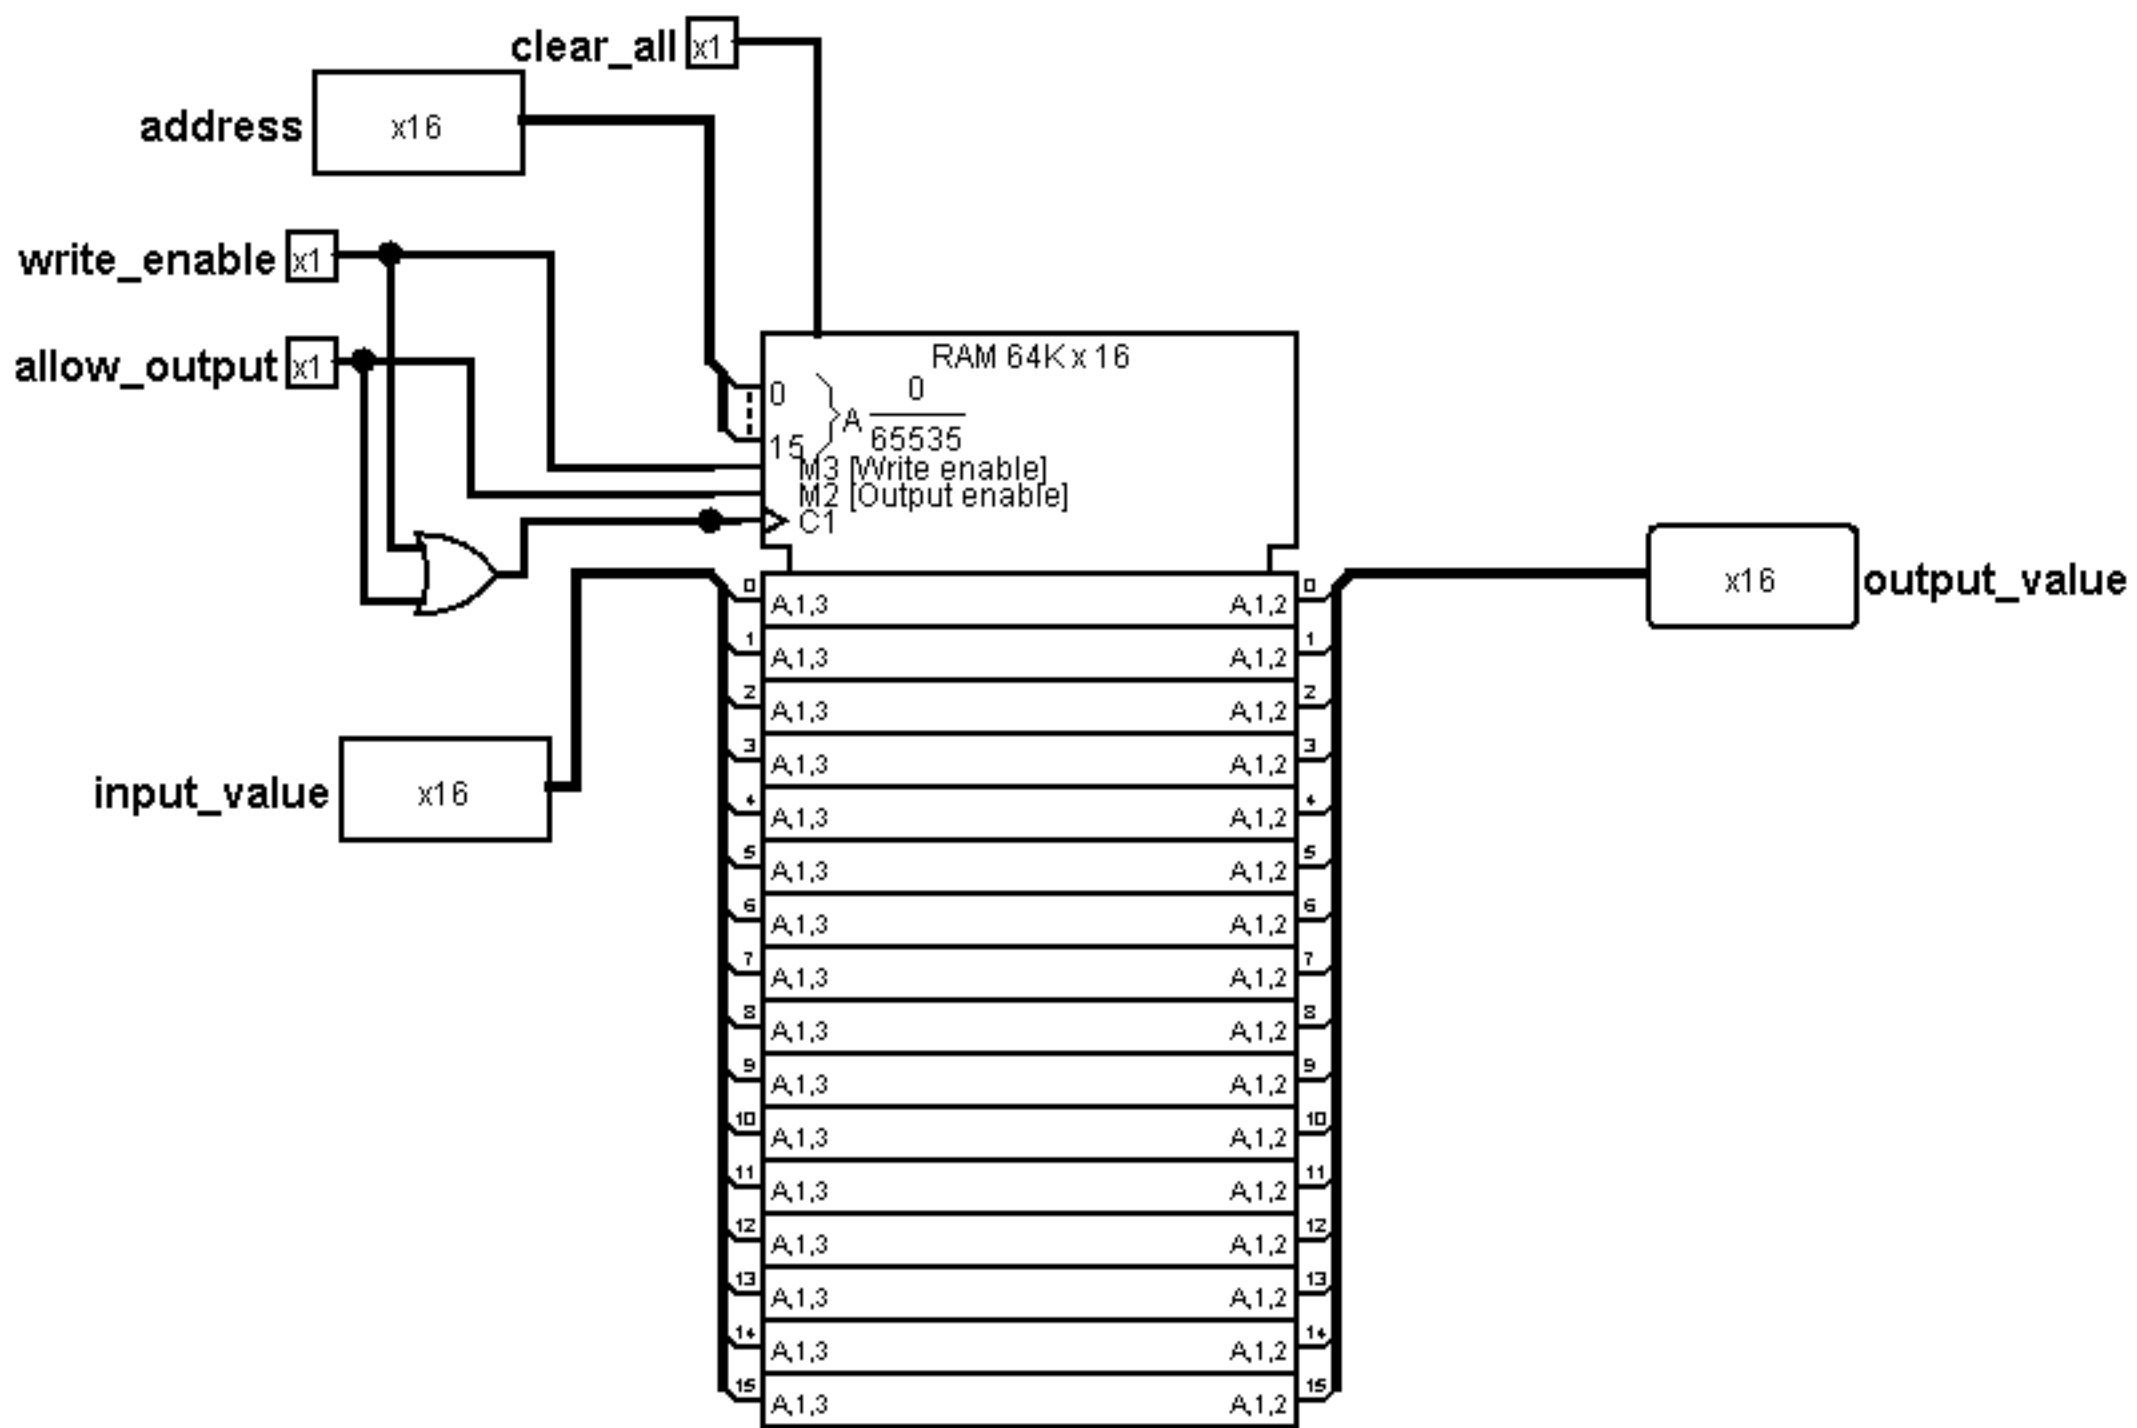 clear_all x1
address x16
write_enable x1
allow_output x1
RAM 64K x 16
0
0
A
15
65535
M3 [Write enable]
M2 [Output enable]
C1
x16 output_value
0 A,1,3 A,1,2 0
1 A,1,3 A,1,2 1
2 A,1,3 A,1,2 2
3 A,1,3 A,1,2 3
input_value x16
4 A,1,3 A,1,2 4
5 A,1,3 A,1,2 5
6 A,1,3 A,1,2 6
7 A,1,3 A,1,2 7
8 A,1,3 A,1,2 8
9 A,1,3 A,1,2 9
10 A,1,3 A,1,2 10
11 A,1,3 A,1,2 11
12 A,1,3 A,1,2 12
13 A,1,3 A,1,2 13
14 A,1,3 A,1,2 14
15 A,1,3 A,1,2 15